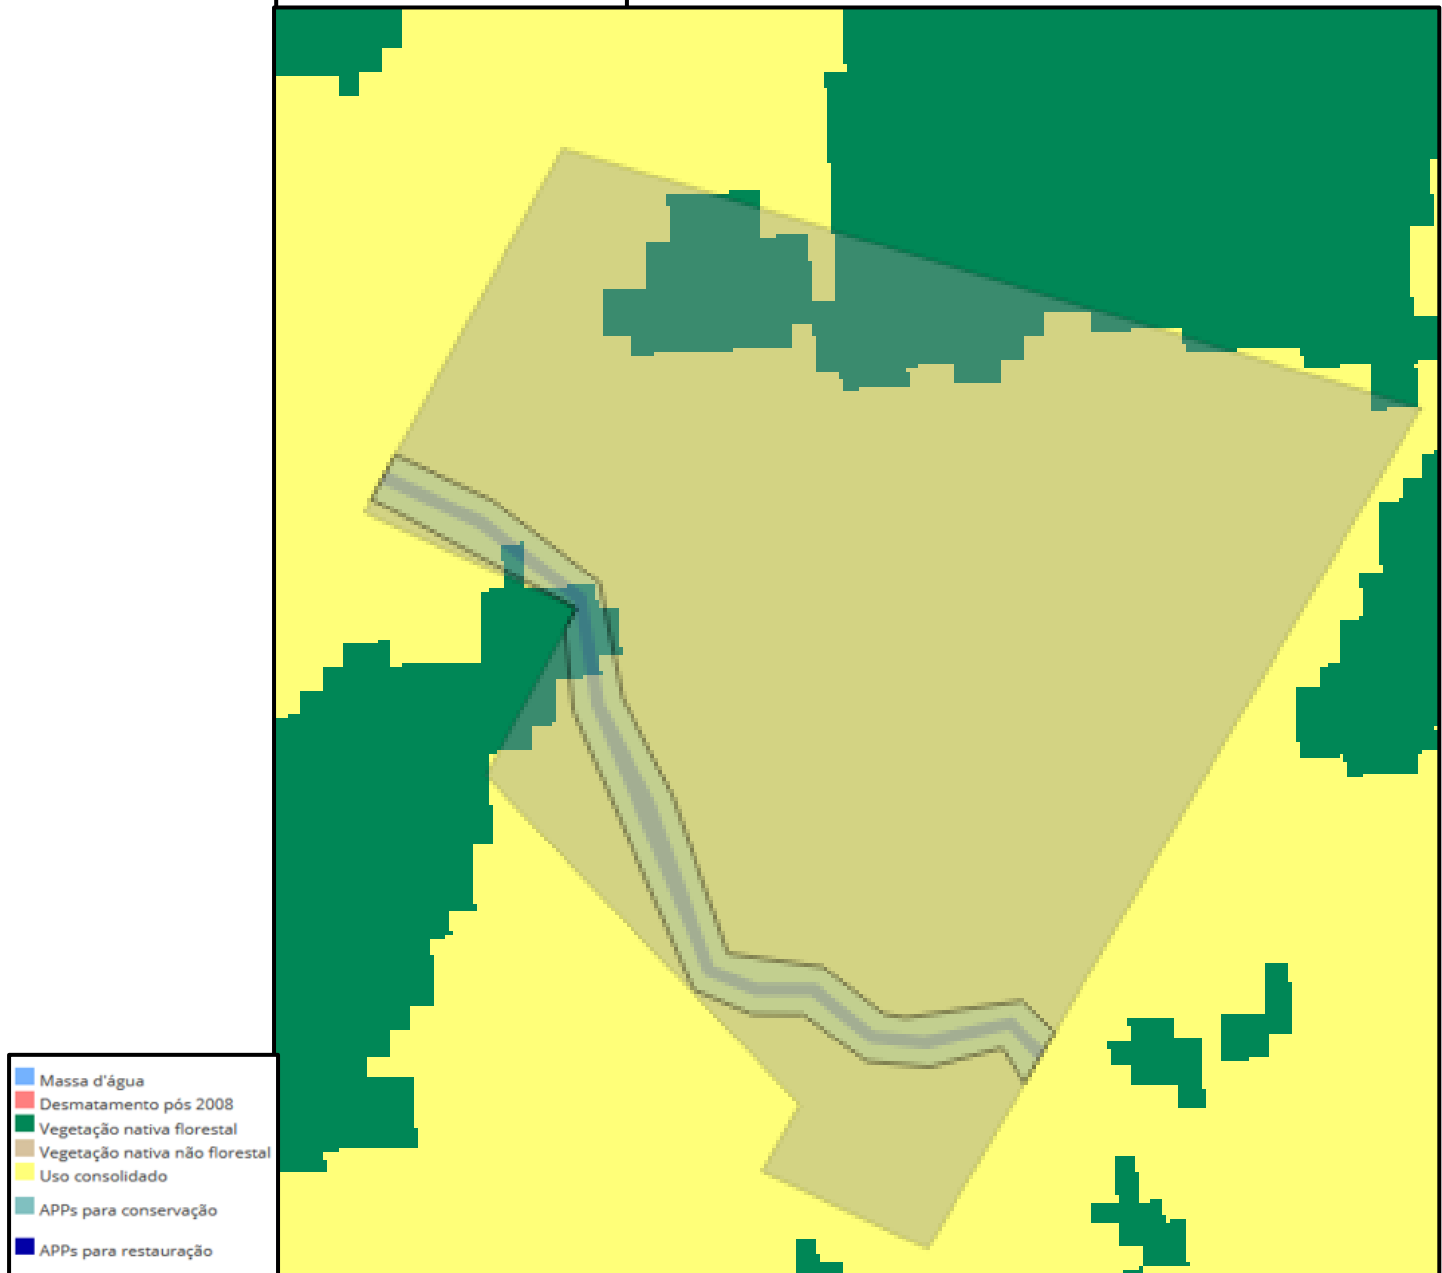 Massa d'água
Desmatamento pós 2008
Vegetação nativa florestal
Vegetação nativa não florestal
Uso consolidado
APPs para conservação
APPs para restauração